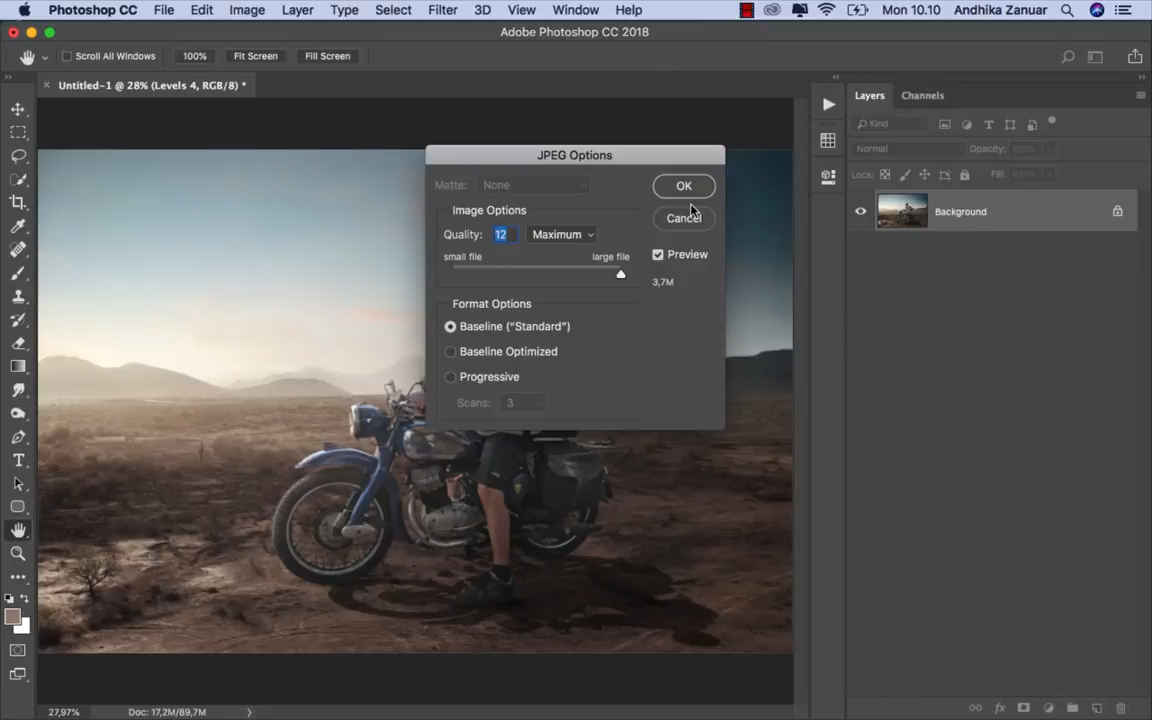 Photoshop CC File Edit Image Layer Type Select Filter 3D View Window Help Mon 10.10 Andhika Zanuar
Adobe Photoshop CC 2018
Scroll All Windows 100% Fit Screen Fill Screen
Untitled-1 @ 28% (Levels 4, RGB/8) *
Layers Channels
Kind
Normal Opacity: 100%
Lock: Fill: 100%
Background
JPEG Options
Matte: None
OK
Image Options
Cancel
Quality: 12 Maximum
small file large file
Preview
3,7M
Format Options
Baseline (“Standard”)
Baseline Optimized
Progressive
Scans: 3
27,97% Doc: 17,2M/89,7M